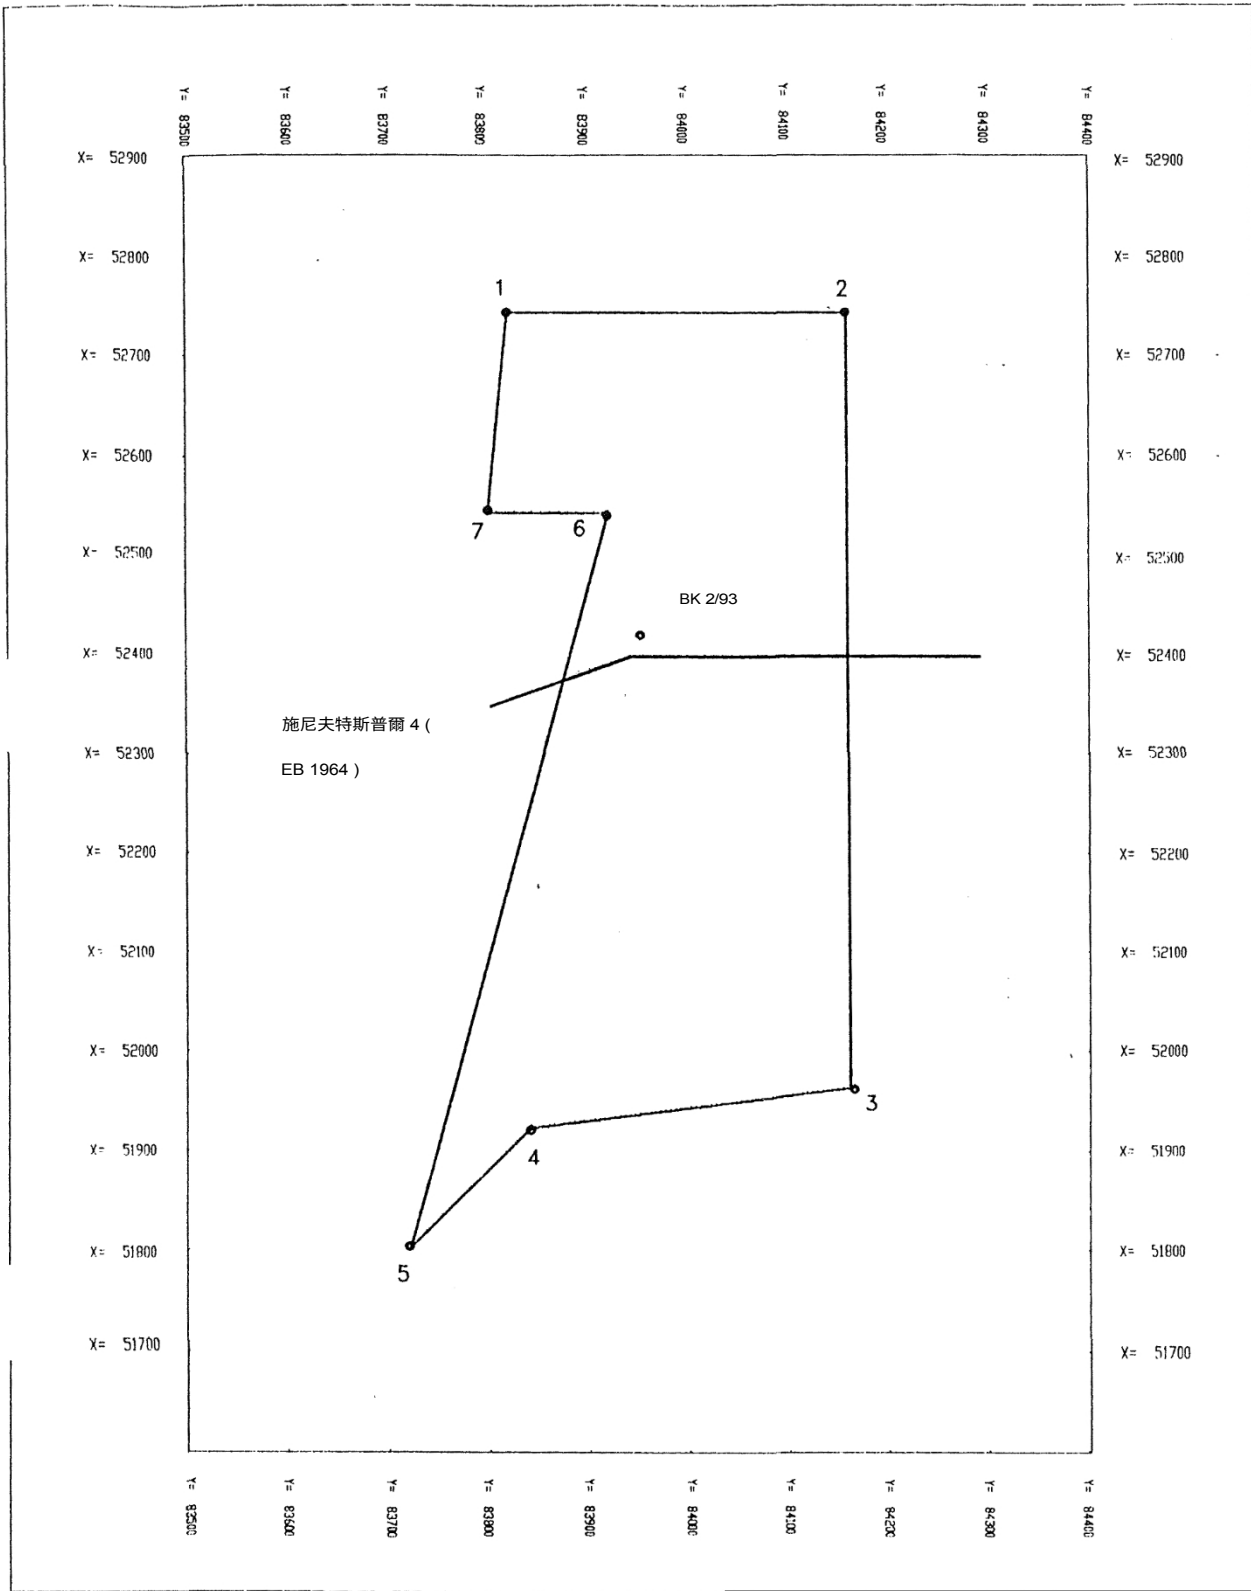 Y= 83500
Y= 83600
Y= 83700
Y= 83800
Y= 83900
Y= 84000
Y= 84100
Y= 84200
Y= 84300
Y= 84400
X= 52900
X= 52900
X= 52800
X= 52800
1
2
X= 52700
X= 52700
X= 52600
X= 52600
7
6
X= 52500
X= 52500
BK 2/93
X= 52400
X= 52400
施尼夫特斯普爾 4 (
EB 1964 )
X= 52300
X= 52300
X= 52200
X= 52200
X= 52100
X= 52100
X= 52000
X= 52000
3
X= 51900
X= 51900
4
X= 51800
X= 51800
5
X= 51700
X= 51700
Y= 83500
Y= 83600
Y= 83700
Y= 83800
Y= 83900
Y= 84000
Y= 84100
Y= 84200
Y= 84300
Y= 84400